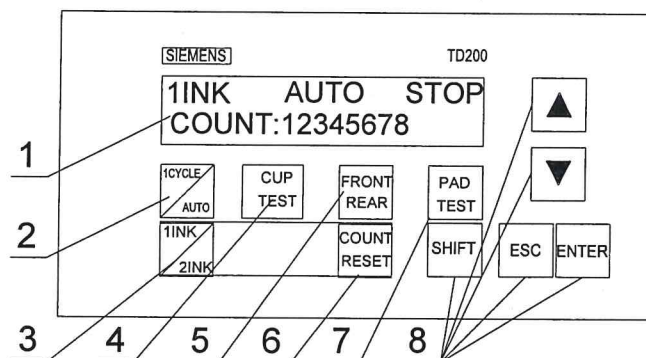 SIEMENS TD200
1INK AUTO STOP
COUNT:12345678
1
1CYCLE
AUTO
CUP
TEST
FRONT
REAR
PAD
TEST
2
1INK
2INK
COUNT
RESET
SHIFT
ESC
ENTER
3 4 5 6 7 8